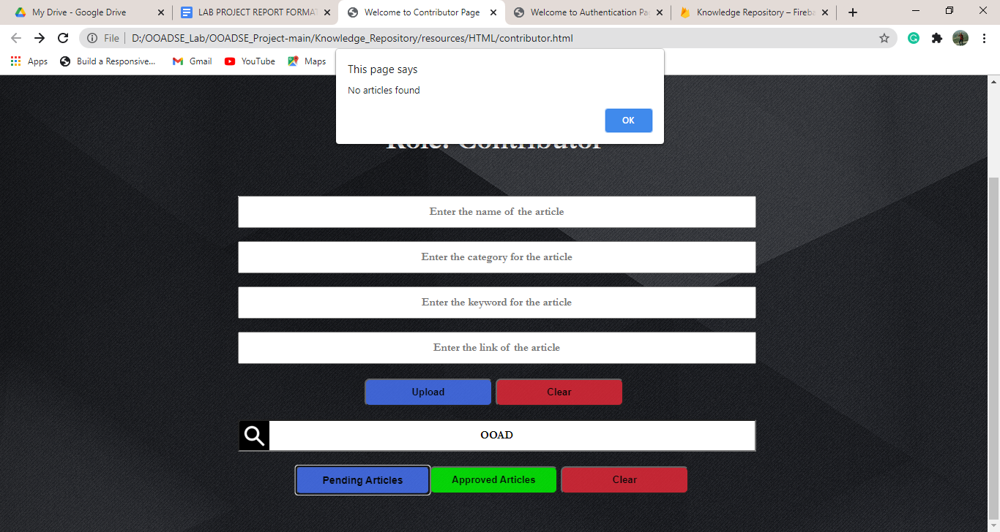 My Drive - Google Drive
LAB PROJECT REPORT FORMA
Welcome to Contributor Page
Welcome to Authentication Pa
Knowledge Repository – Fireba
File
D:/OOADSE_Lab/OOADSE_Project-main/Knowledge_Repository/resources/HTML/contributor.html
Apps
Build a Responsive...
Gmail
YouTube
Maps
This page says
No articles found
OK
Role: Contributor
Enter the name of the article
Enter the category for the article
Enter the keyword for the article
Enter the link of the article
Upload
Clear
OOAD
Pending Articles
Approved Articles
Clear